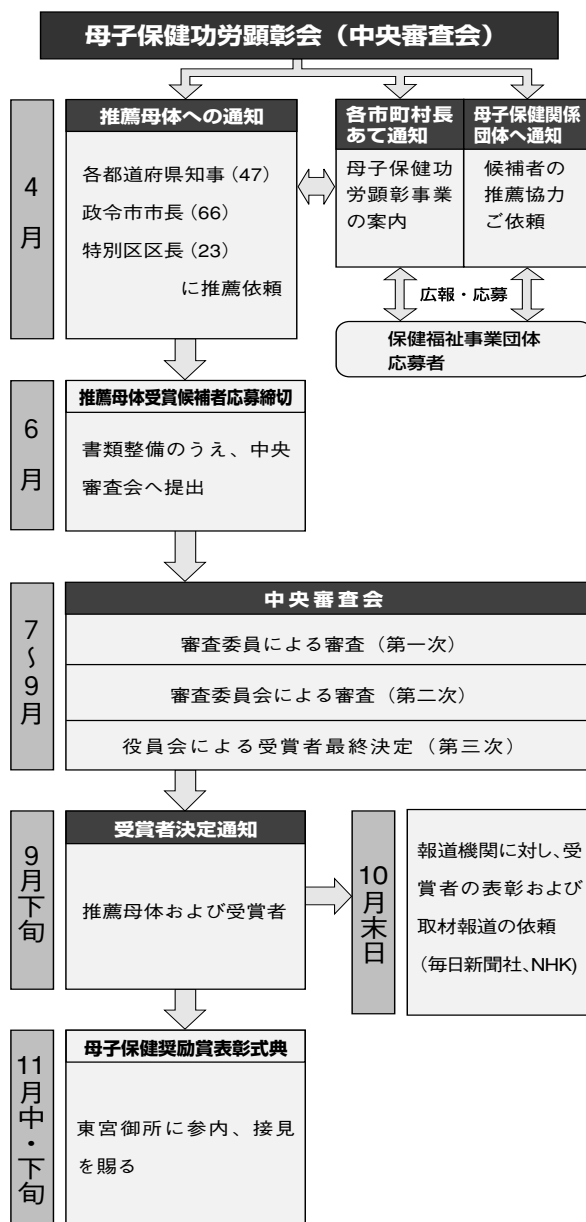 母子保健功労顕彰会（中央審査会）
4月
推薦母体への通知
各都道府県知事（47）
政令市市長（66）
特別区区長（23）
に推薦依頼
各市町村長
あて通知
母子保健功
労顕彰事業
の案内
母子保健関係
団体へ通知
候補者の
推薦協力
ご依頼
広報・応募
保健福祉事業団体
応募者
6月
推薦母体受賞候補者応募締切
書類整備のうえ、中央
審査会へ提出
7〜9月
中央審査会
審査委員による審査（第一次）
審査委員会による審査（第二次）
役員会による受賞者最終決定（第三次）
9月下旬
受賞者決定通知
推薦母体および受賞者
10月末日
報道機関に対し、受
賞者の表彰および
取材報道の依頼
（毎日新聞社、NHK）
11月中・下旬
母子保健奨励賞表彰式典
東宮御所に参内、接見
を賜る